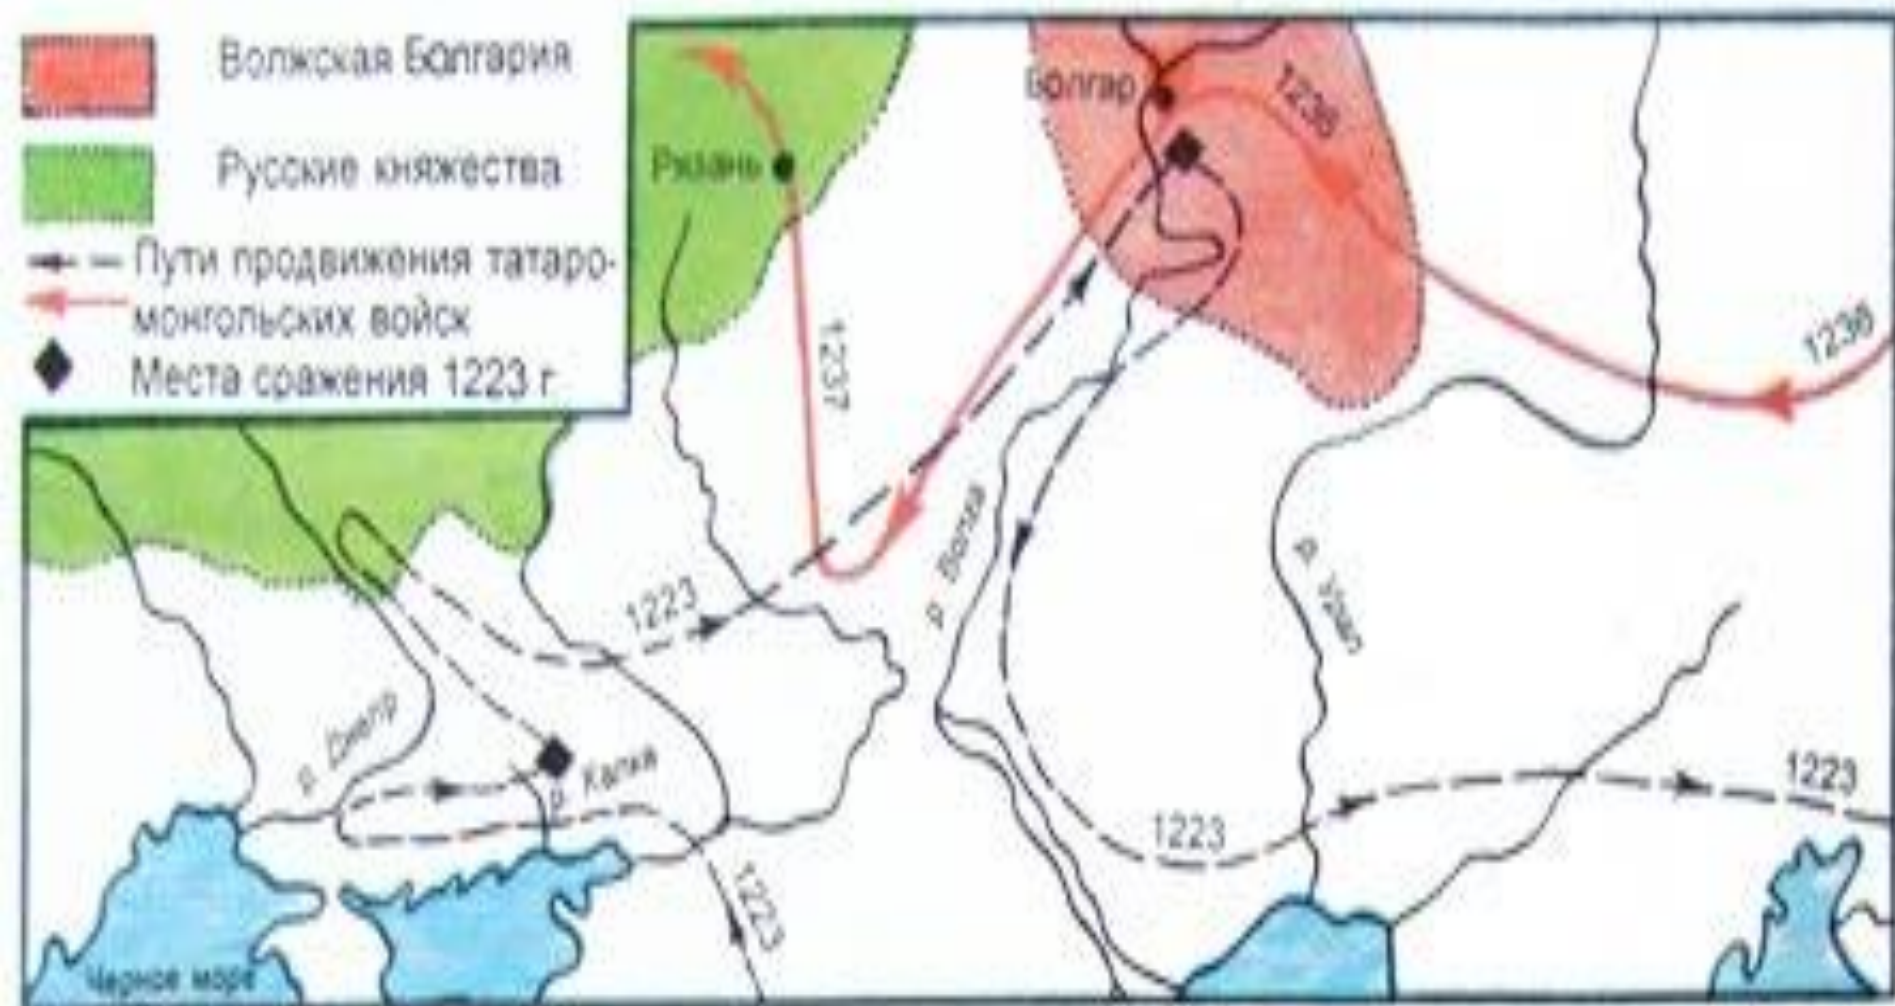 Волжская Болгария
Русские княжества
Пути продвижения татаро-
монгольских войск
Места сражения 1223 г
Болгар
1236
Рязань
1237
1236
1223
р. Волга
р. Урал
р. Днепр
р. Калка
1223
1223
1223
Черное море